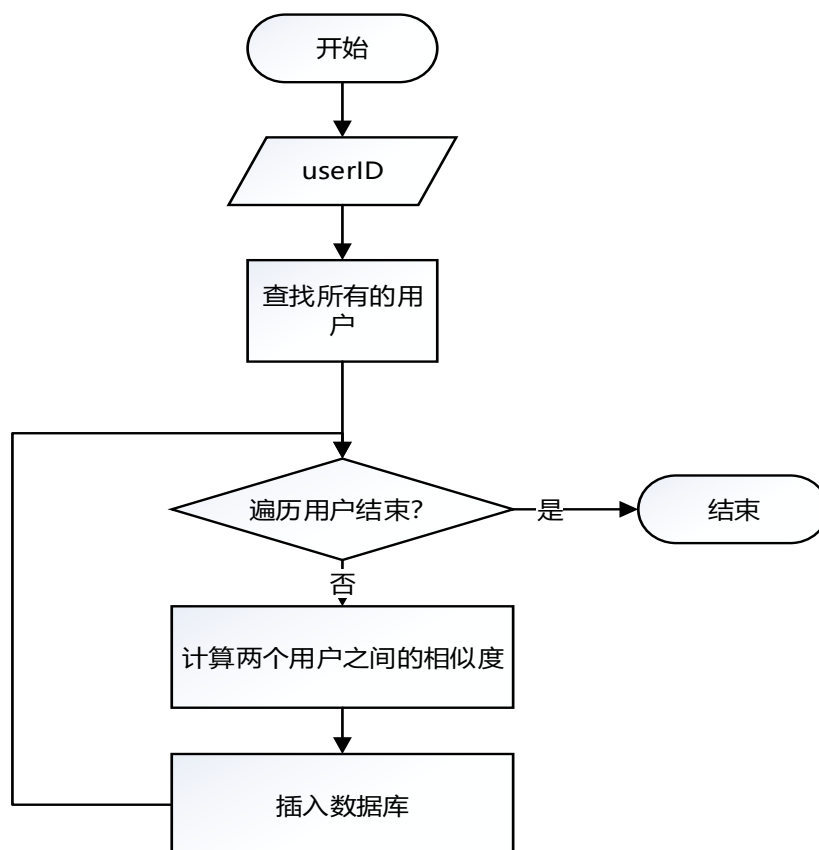 开始
userID
查找所有的用
户
遍历用户结束?
是
结束
否
计算两个用户之间的相似度
插入数据库